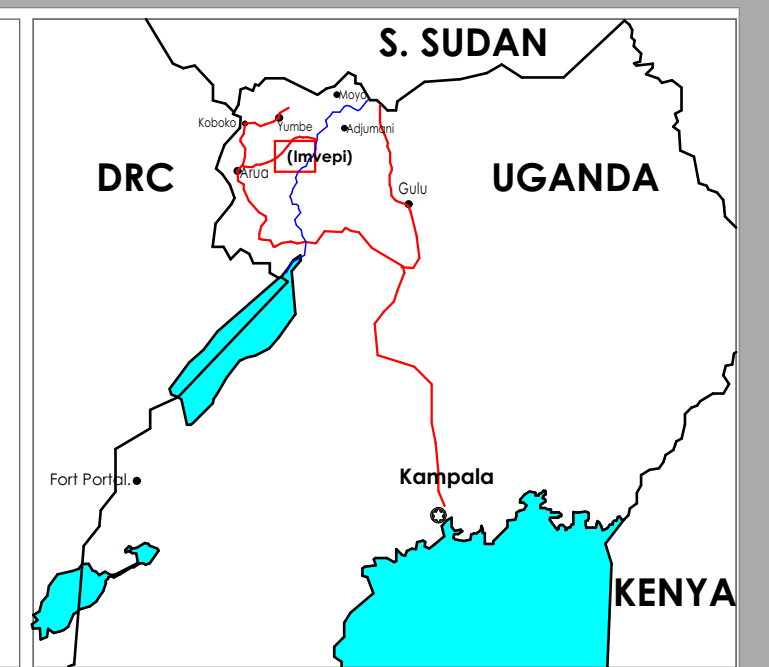 S. SUDAN
Moyo
Koboko
Yumbe
Adjumani
(Imvepi)
DRC
Arua
UGANDA
Gulu
Fort Portal.
Kampala
KENYA